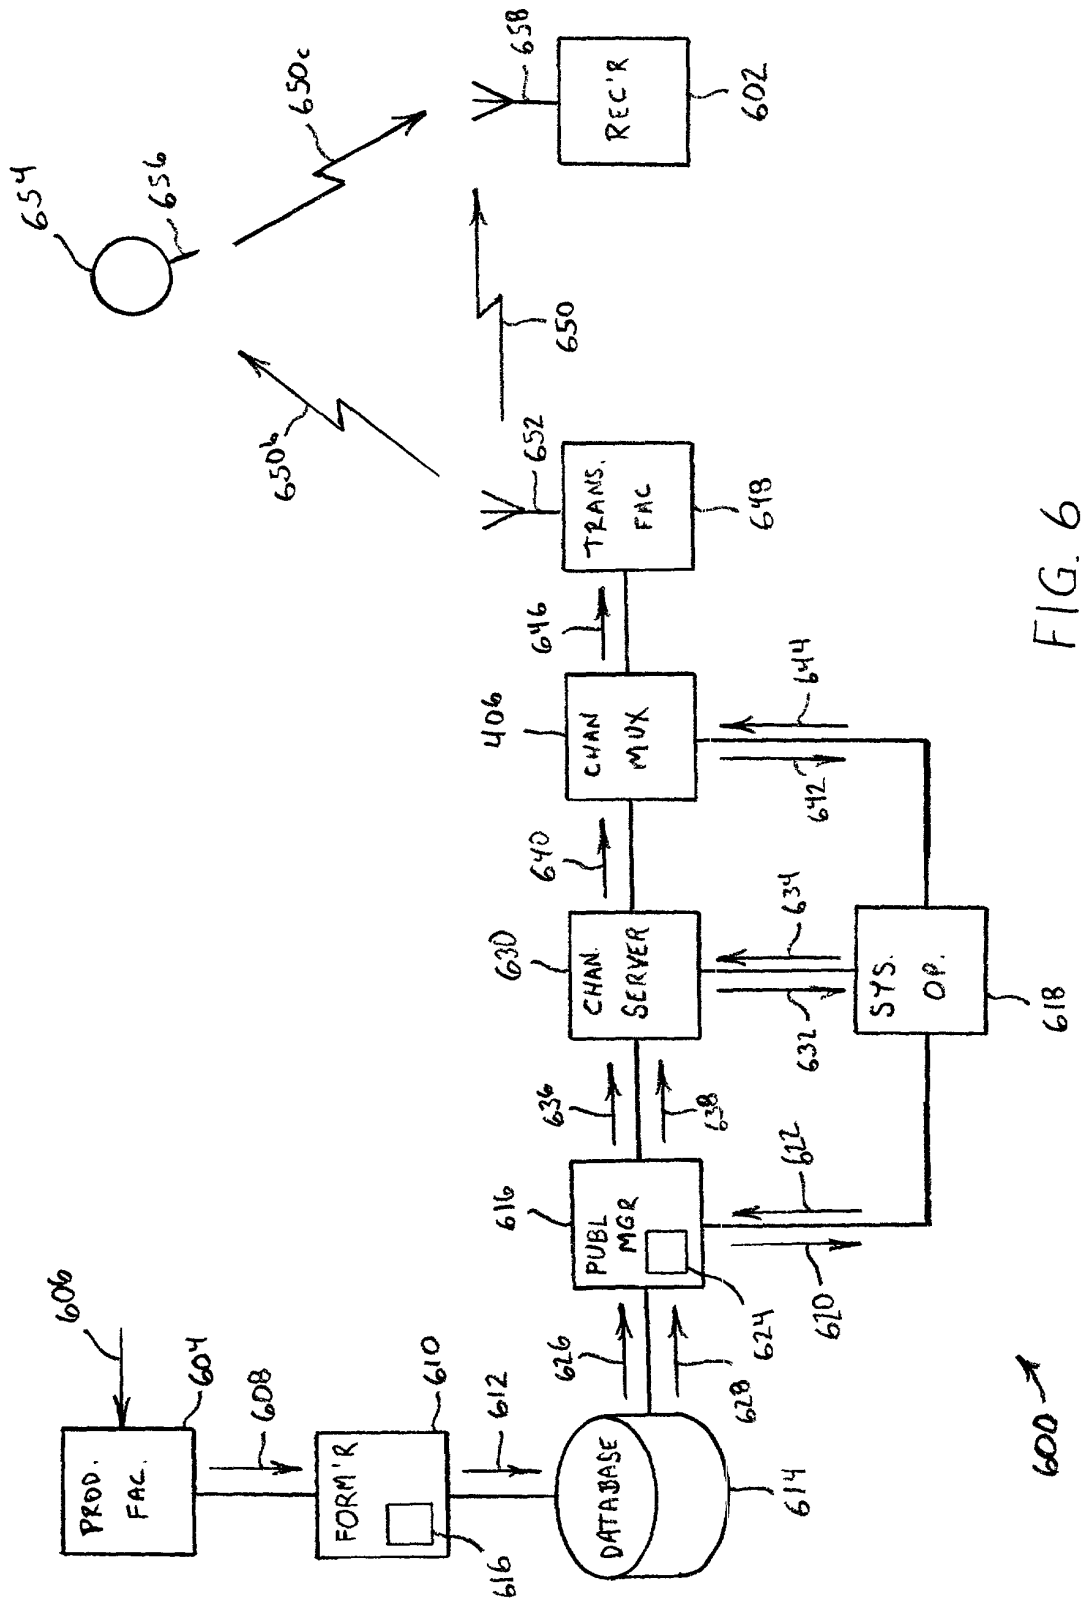 606
604
PROD.
FAC.
608
610
FORM'R
616
612
DATABASE
614
626
628
616
PUBL
MGR
624
620
622
636
638
630
CHAN.
SERVER
632
634
SYS.
OP.
618
640
406
CHAN
MUX
642
644
646
TRANS.
FAC
648
652
650
650b
654
656
650c
658
REC'R
602
600
FIG. 6